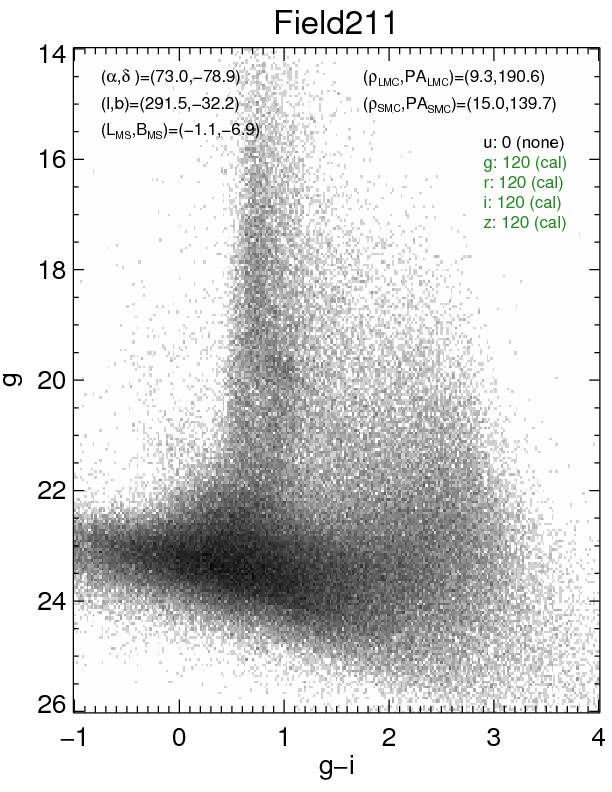 Field211
(α,δ )=(73.0,−78.9)
(ρLMC,PALMC)=(9.3,190.6)
(l,b)=(291.5,−32.2)
(ρSMC,PASMC)=(15.0,139.7)
(LMS,BMS)=(−1.1,−6.9)
u: 0 (none)
g: 120 (cal)
r: 120 (cal)
i: 120 (cal)
z: 120 (cal)
14
16
18
20
22
24
26
g
−1 0 1 2 3 4
g−i